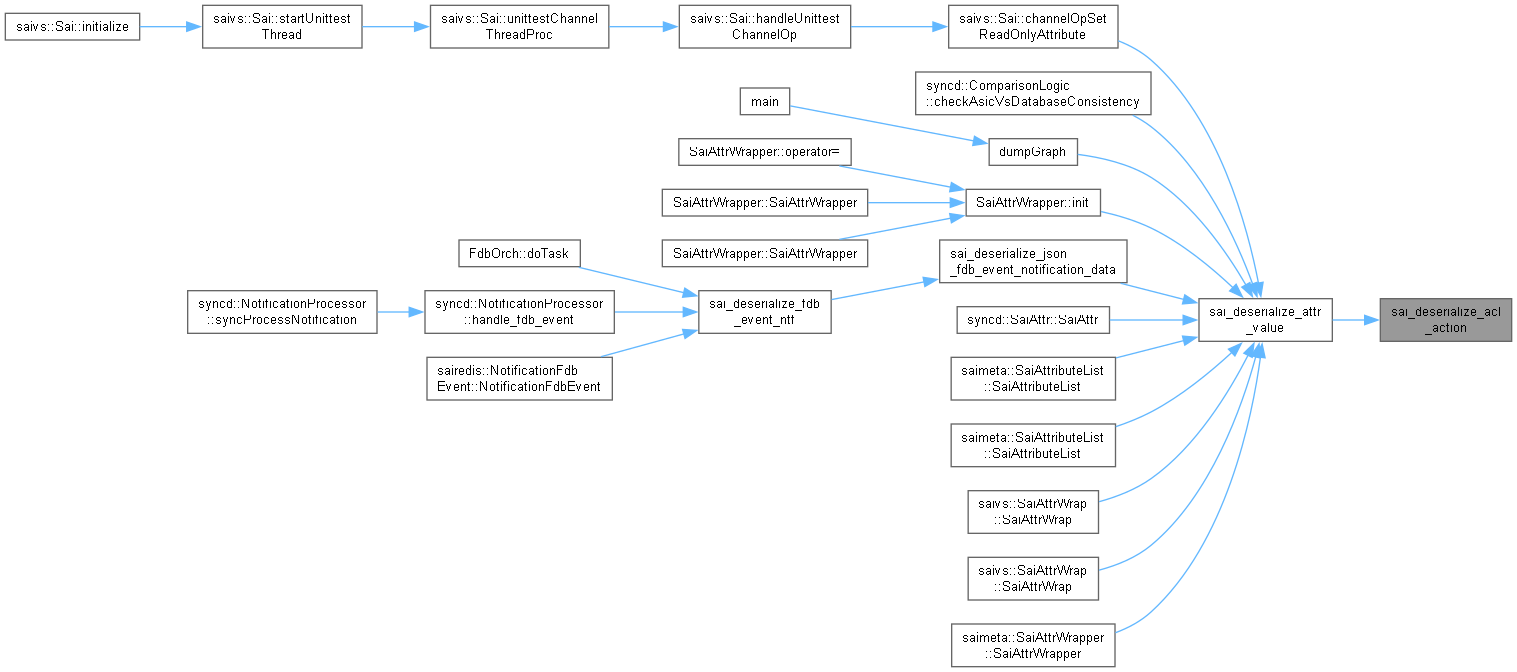 saivs::Sai::initialize
saivs::Sai::startUnittest
Thread
saivs::Sai::unittestChannel
ThreadProc
saivs::Sai::handleUnittest
ChannelOp
saivs::Sai::channelOpSet
ReadOnlyAttribute
syncd::ComparisonLogic
::checkAsicVsDatabaseConsistency
main
dumpGraph
SaiAttrWrapper::operator=
SaiAttrWrapper::SaiAttrWrapper
SaiAttrWrapper::init
SaiAttrWrapper::SaiAttrWrapper
FdbOrch::doTask
sai_deserialize_json
_fdb_event_notification_data
syncd::NotificationProcessor
::syncProcessNotification
syncd::NotificationProcessor
::handle_fdb_event
sai_deserialize_fdb
_event_ntf
syncd::SaiAttr::SaiAttr
sai_deserialize_attr
_value
sai_deserialize_acl
_action
sairedis::NotificationFdb
Event::NotificationFdbEvent
saimeta::SaiAttributeList
::SaiAttributeList
saimeta::SaiAttributeList
::SaiAttributeList
saivs::SaiAttrWrap
::SaiAttrWrap
saivs::SaiAttrWrap
::SaiAttrWrap
saimeta::SaiAttrWrapper
::SaiAttrWrapper